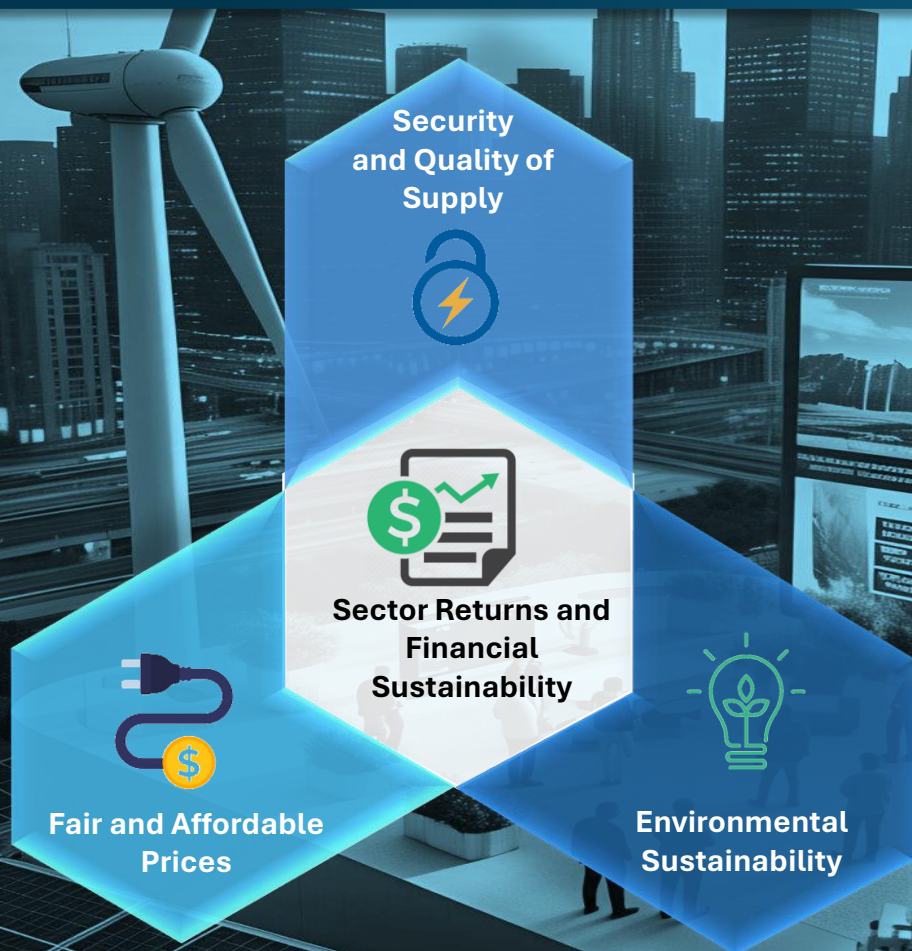 Security
and Quality of
Supply
$
Sector Returns and
Financial
Sustainability
$
Fair and Affordable
Prices
Environmental
Sustainability